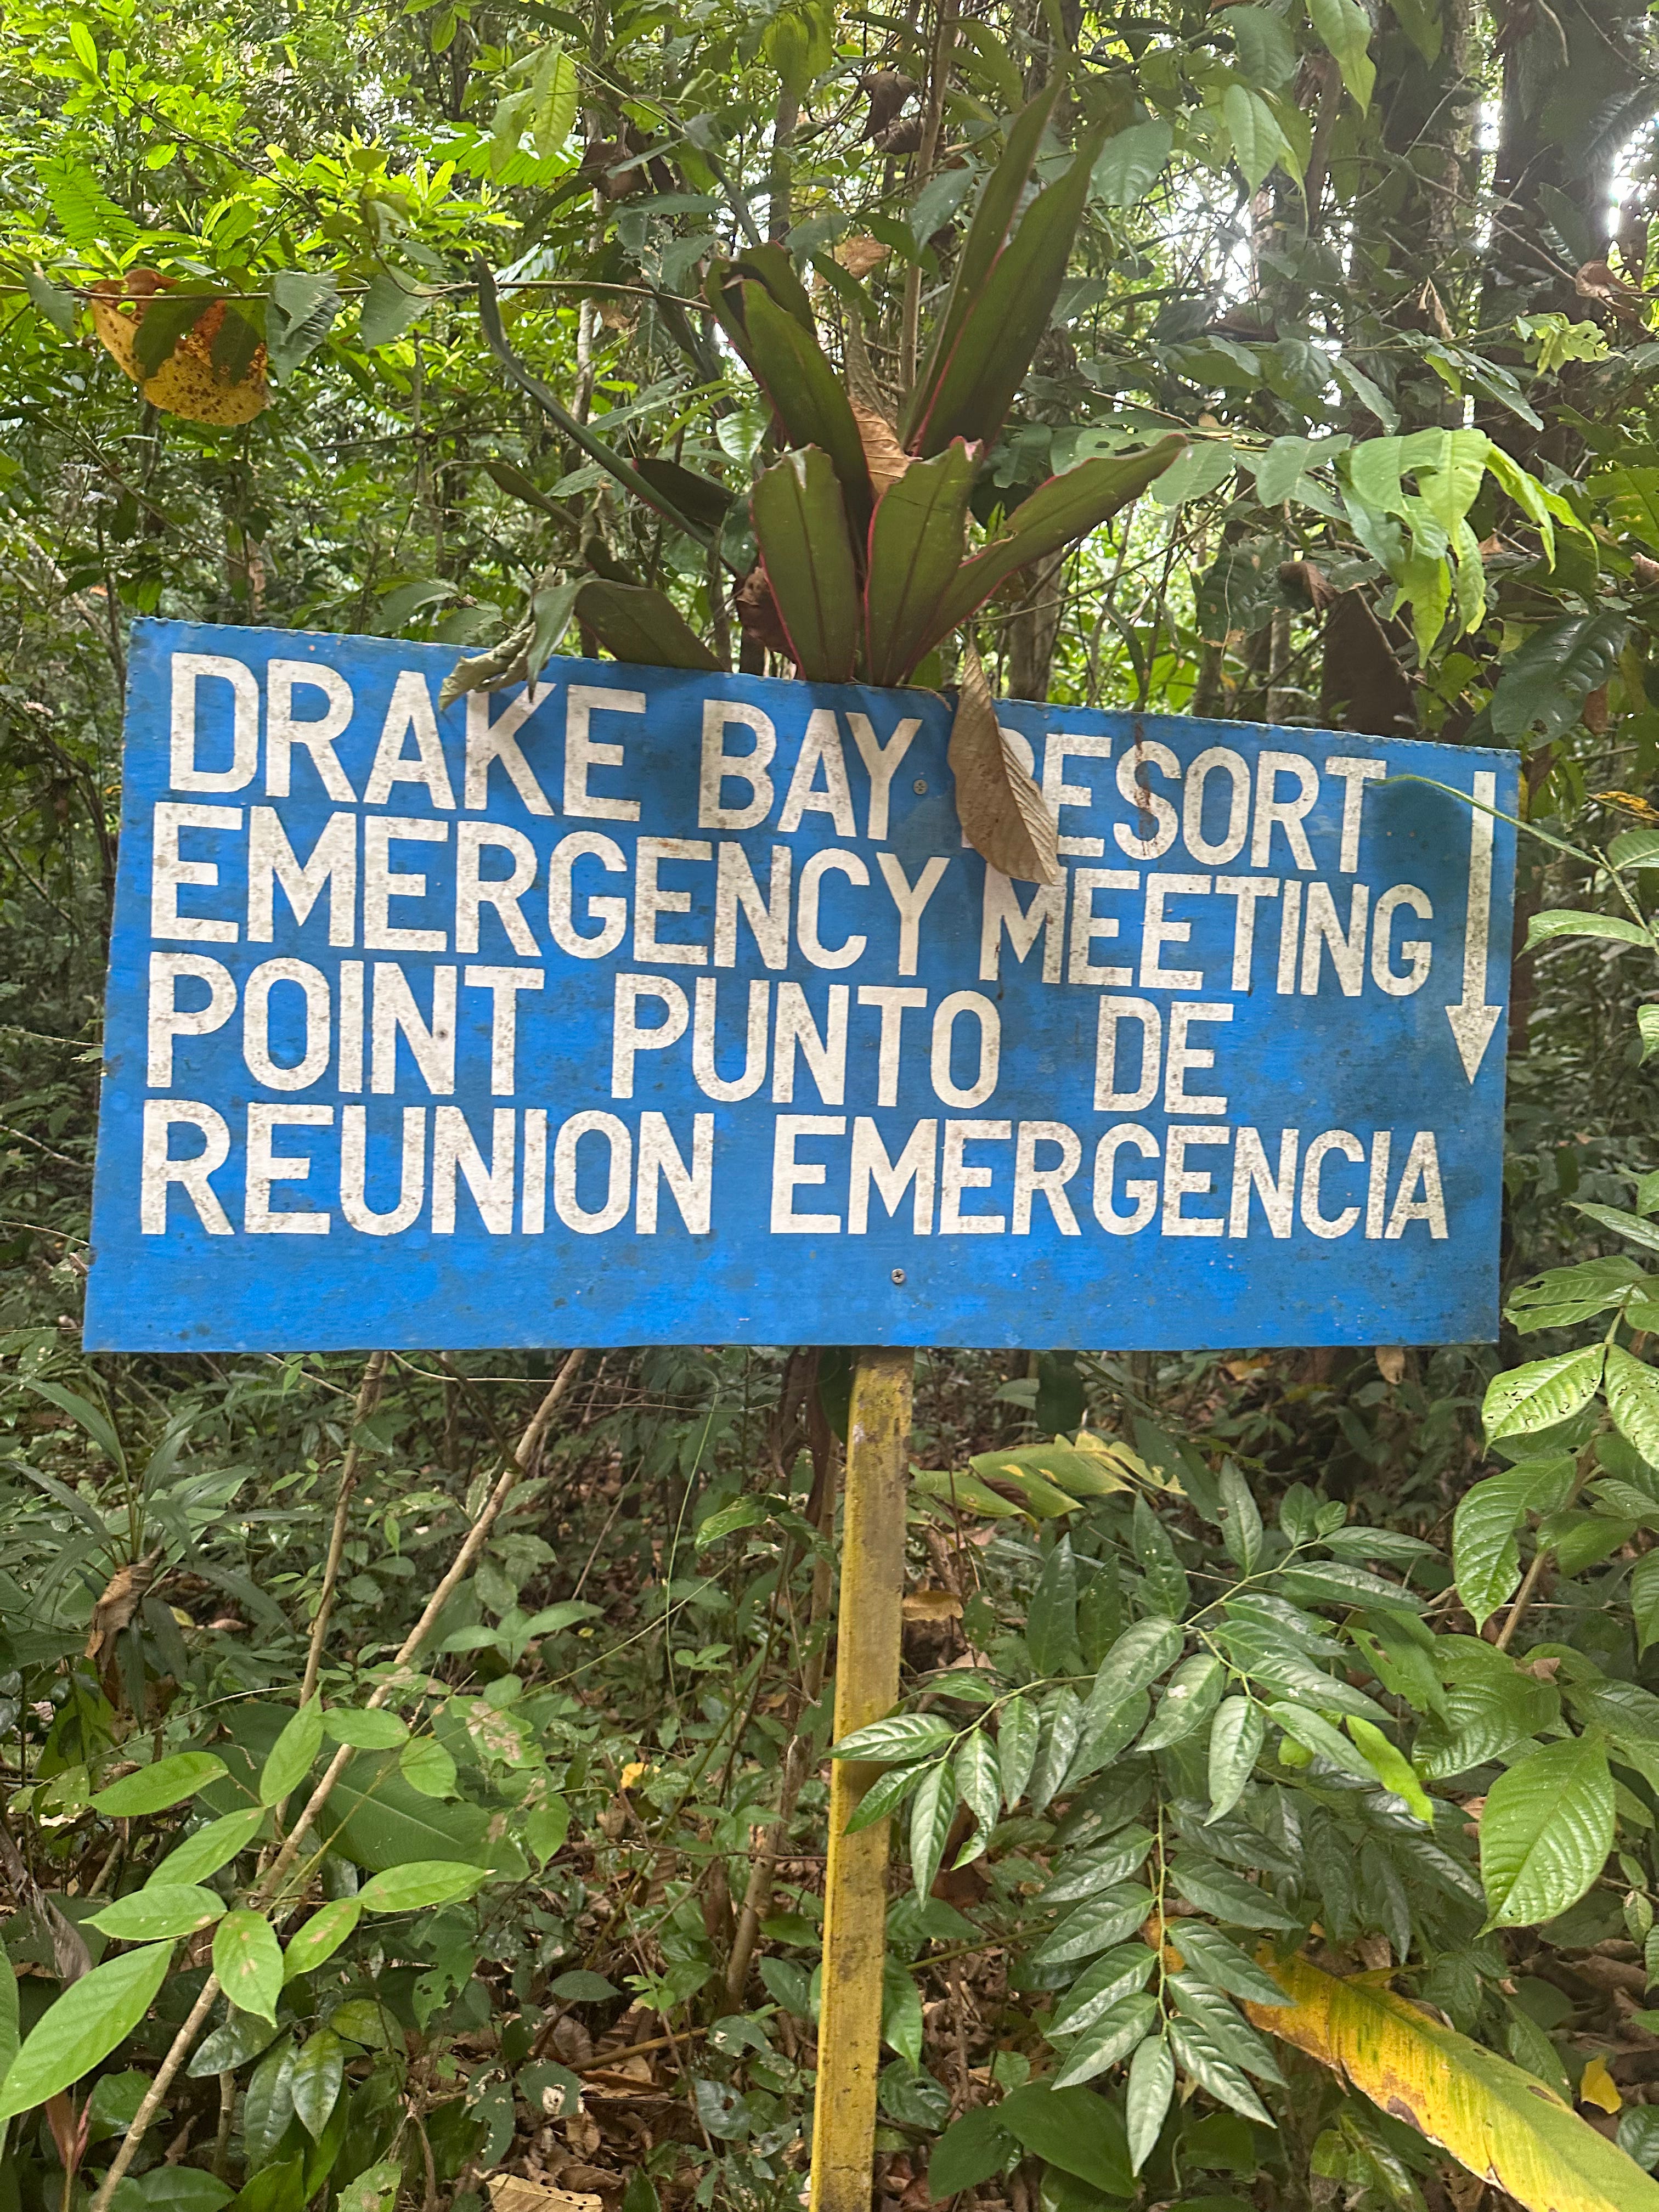 DRAKE BAY RESORT
EMERGENCY MEETING
POINT PUNTO DE
REUNION EMERGENCIA